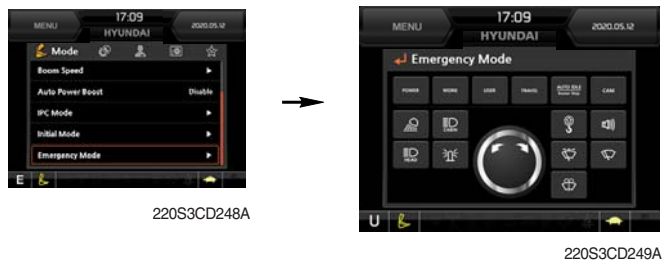 MENU
17:09
HYUNDAI
2020.05.12
Mode
Boom Speed
Auto Power Boost
Disable
IPC Mode
Initial Mode
Emergency Mode
E
220S3CD248A
MENU
17:09
HYUNDAI
2020.05.12
Emergency Mode
POWER
WORK
USER
TRAVEL
AUTO IDLE
CAM
CABIN
HEAD
U
220S3CD249A